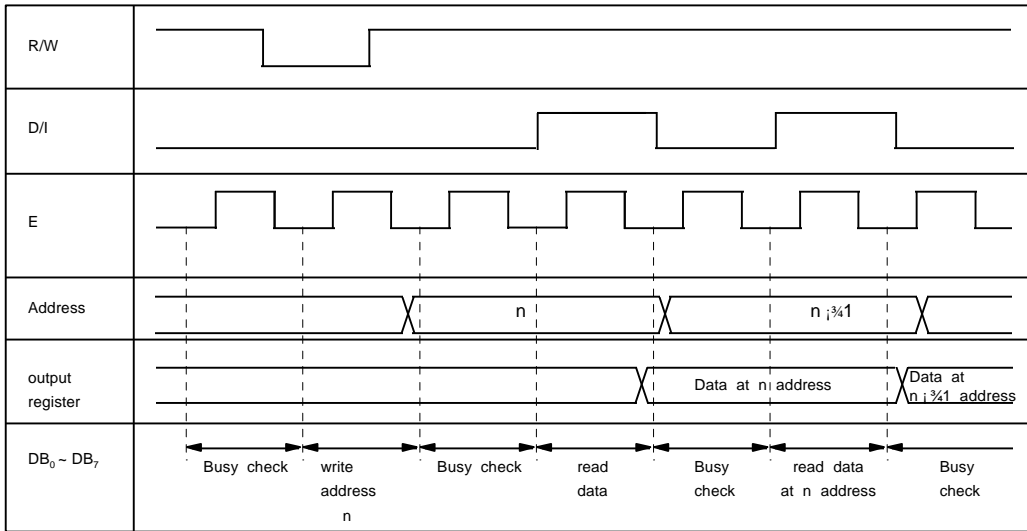 R/W
D/I
E
Address
n
n ¡¾1
output
register
Data at n address
Data at
n ¡¾1 address
DB₀ ~ DB₇
Busy check
write
address
n
Busy check
read
data
Busy
check
read data
at n address
Busy
check